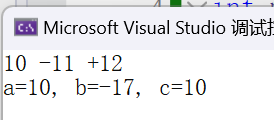 Microsoft Visual Studio 调试
10 -11 +12
a=10, b=-17, c=10